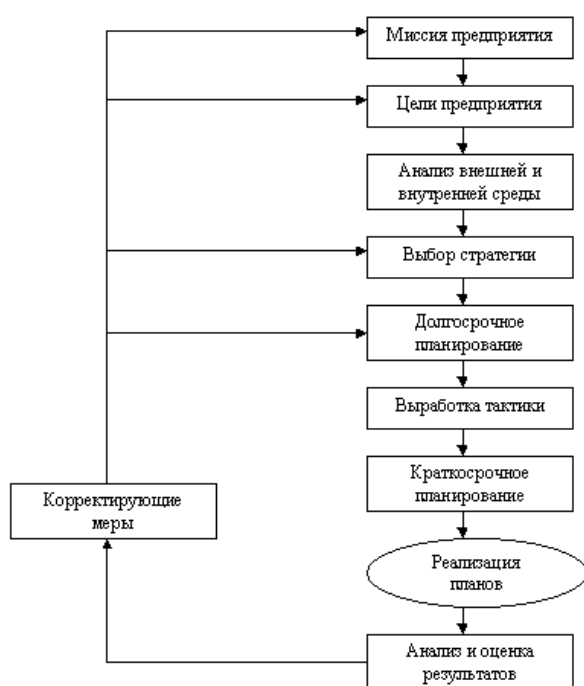 Миссия предприятия
Цели предприятия
Анализ внешней и
внутренней среды
Выбор стратегии
Долгосрочное
планирование
Выработка тактики
Краткосрочное
планирование
Корректирующие
меры
Реализация
планов
Анализ и оценка
результатов